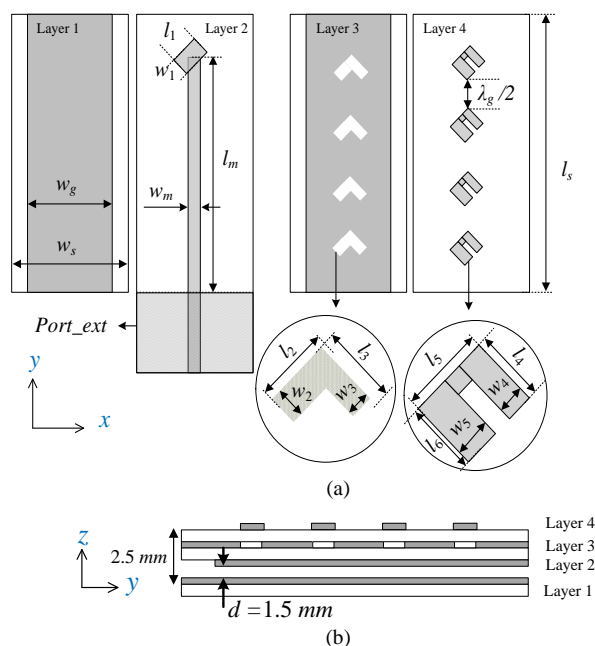 Layer 1
Layer 2
Layer 3
Layer 4
l1
w1
λg /2
lm
wg
wm
ls
ws
Port_ext
l2
l3
w2
w3
l5
l4
w4
w5
l6
y
x
(a)
z
y
2.5 mm
Layer 4
Layer 3
Layer 2
Layer 1
d =1.5 mm
(b)